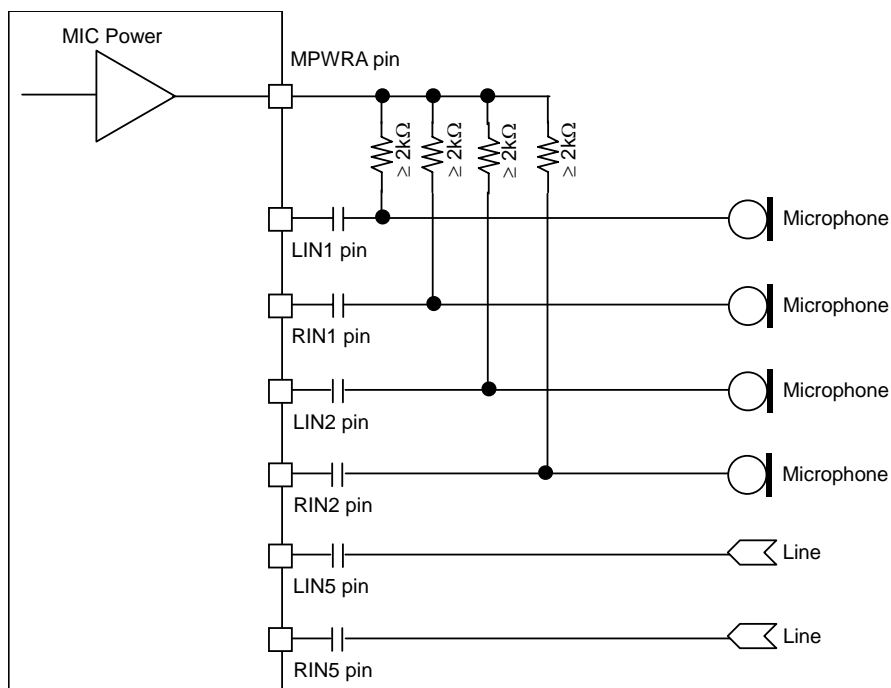 MIC Power
MPWRA pin
≥ 2kΩ
≥ 2kΩ
≥ 2kΩ
≥ 2kΩ
Microphone
LIN1 pin
Microphone
RIN1 pin
Microphone
LIN2 pin
Microphone
RIN2 pin
Line
LIN5 pin
Line
RIN5 pin